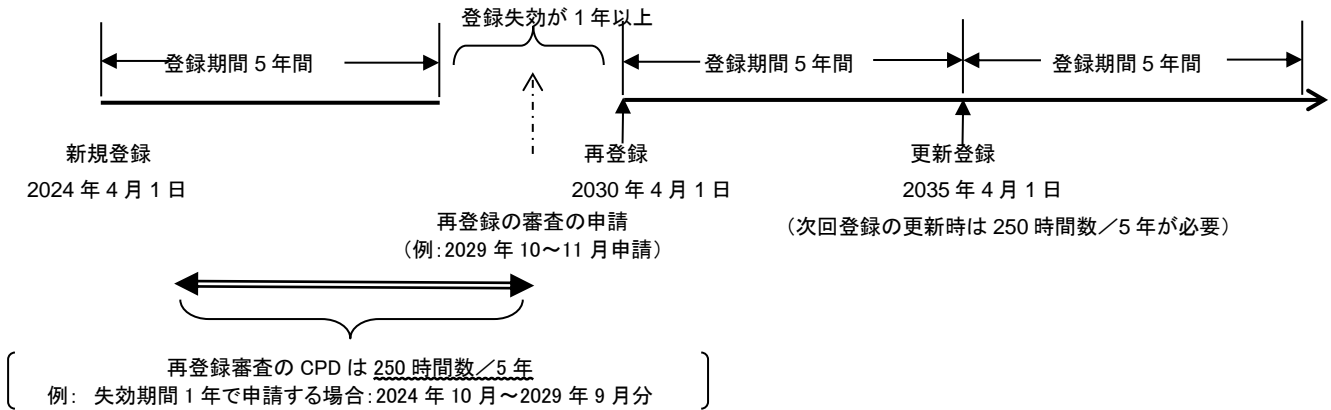 登録失効が 1 年以上
登録期間 5 年間
登録期間 5 年間
登録期間 5 年間
新規登録
2024 年 4 月 1 日
再登録
2030 年 4 月 1 日
更新登録
2035 年 4 月 1 日
再登録の審査の申請
（例：2029 年 10～11 月申請）
（次回登録の更新時は 250 時間数／5 年が必要）
再登録審査の CPD は 250 時間数／5 年
例： 失効期間 1 年で申請する場合：2024 年 10 月～2029 年 9 月分